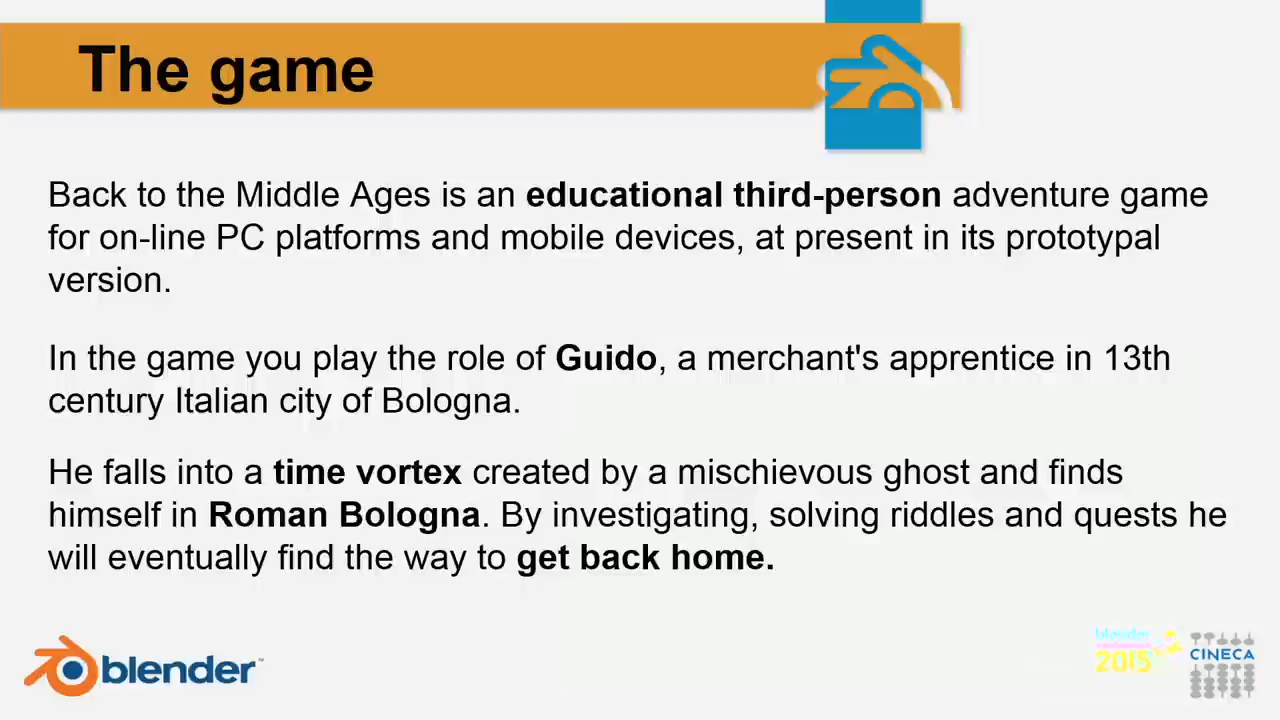 The game
Back to the Middle Ages is an educational third-person adventure game
for on-line PC platforms and mobile devices, at present in its prototypal
version.
In the game you play the role of Guido, a merchant's apprentice in 13th
century Italian city of Bologna.
He falls into a time vortex created by a mischievous ghost and finds
himself in Roman Bologna. By investigating, solving riddles and quests he
will eventually find the way to get back home.
blender™
blender
2015
CINECA